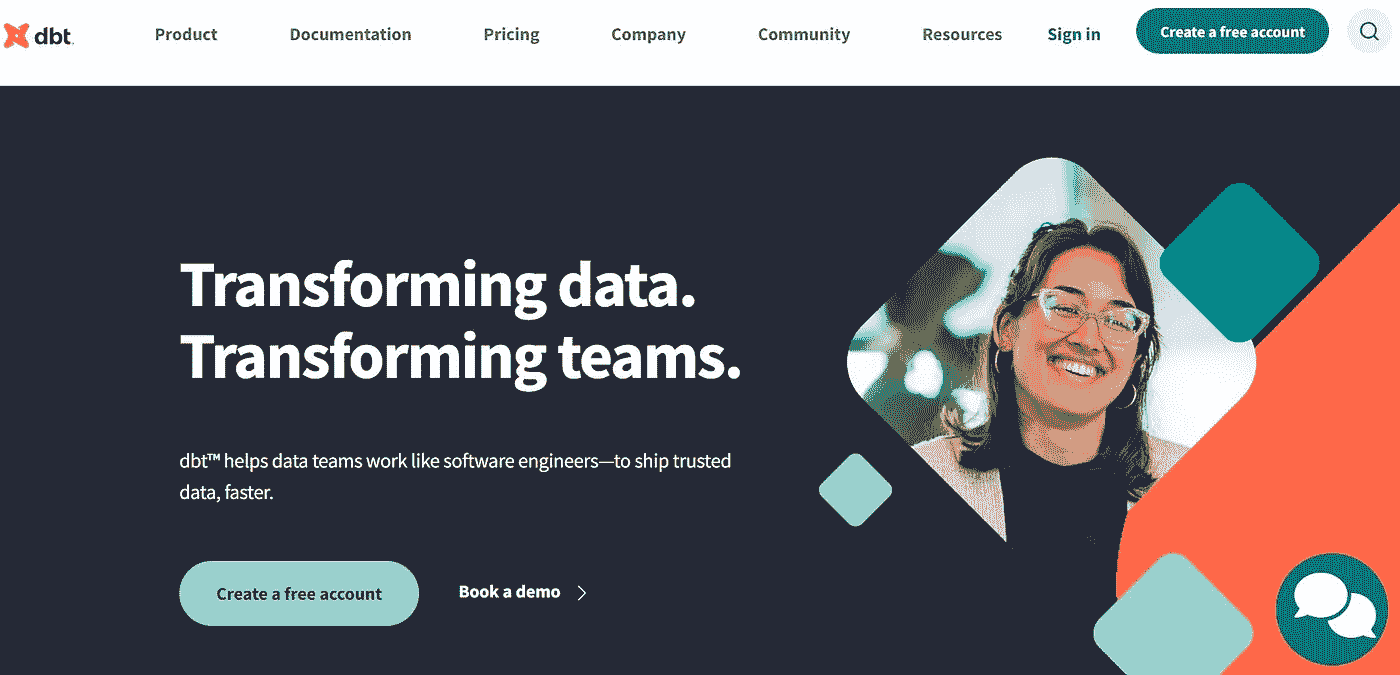 dbt
Product
Documentation
Pricing
Company
Community
Resources
Sign in
Create a free account
Transforming data.
Transforming teams.
dbt™ helps data teams work like software engineers—to ship trusted
data, faster.
Create a free account
Book a demo